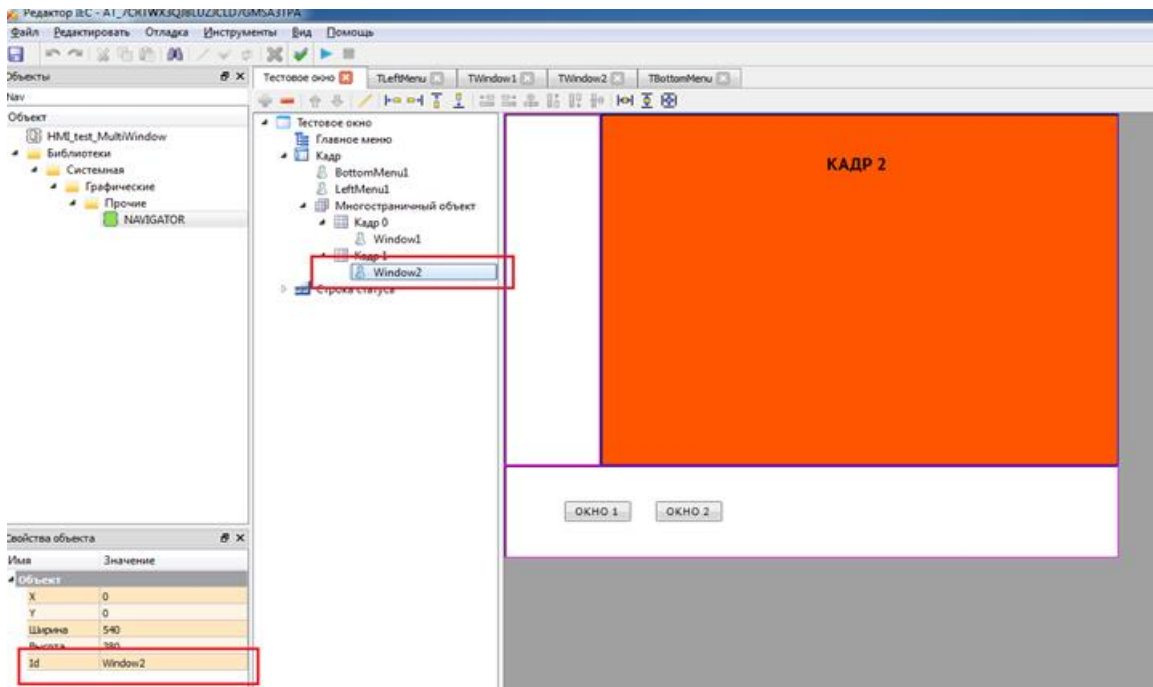 Редактор IEC - AT_7CRTWX3QJ8LUZJCLD7GMSA3TPA
Файл Редактировать Отладка Инструменты Вид Помощь
Объекты
Nav
Объект
HMI_test_MultiWindow
Библиотеки
Системная
Графические
Прочие
NAVIGATOR
Тестовое окно TLeftMenu TWindow1 TWindow2 TBottomMenu
Тестовое окно
Главное меню
Кадр
BottomMenu1
LeftMenu1
Многостраничный объект
Кадр 0
Window1
Кадр 1
Window2
Строка статуса
КАДР 2
ОКНО 1 ОКНО 2
Свойства объекта
Имя Значение
Объект
X 0
Y 0
Ширина 540
Высота 380
Id Window2